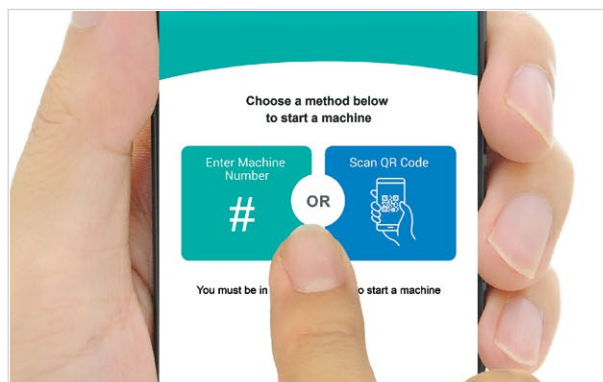 Choose a method below
to start a machine
Enter Machine
Number
#
OR
Scan QR Code
You must be in
to start a machine